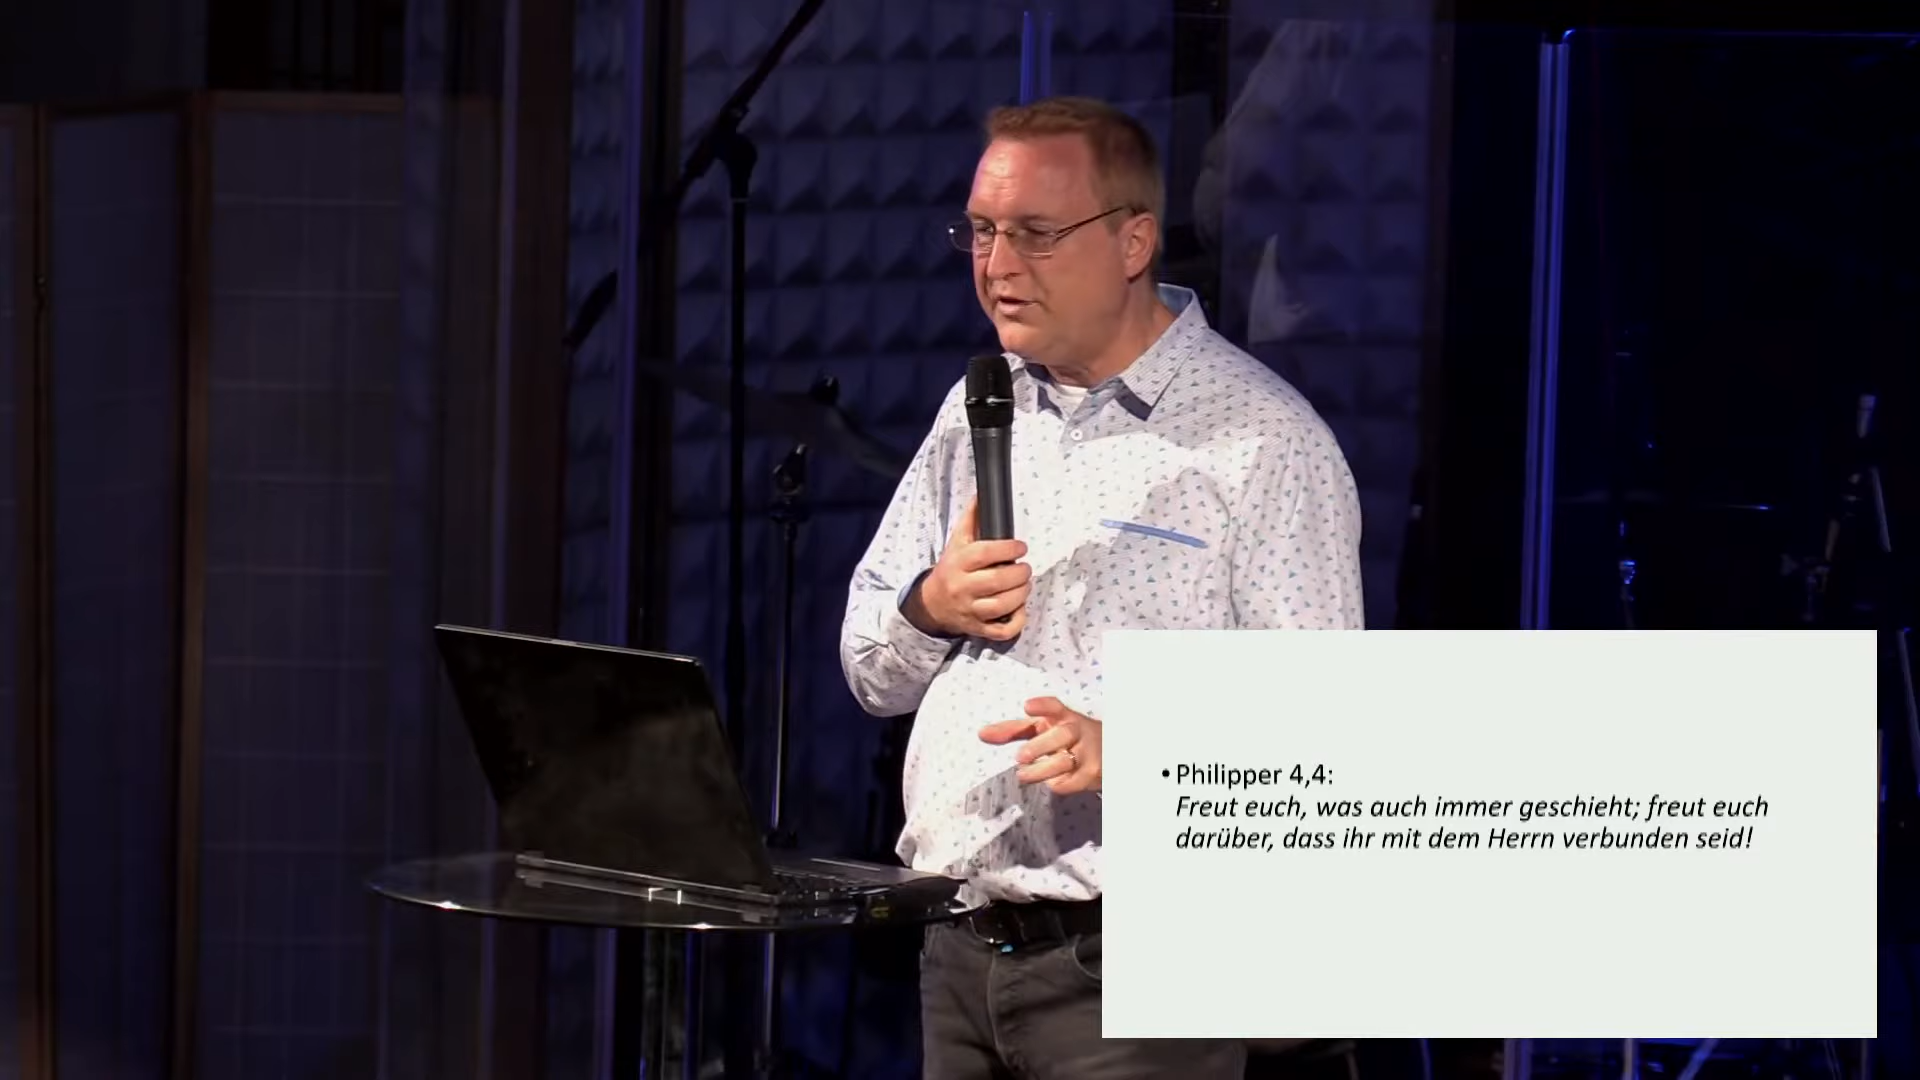 • Philipper 4,4:
Freut euch, was auch immer geschieht; freut euch
darüber, dass ihr mit dem Herrn verbunden seid!